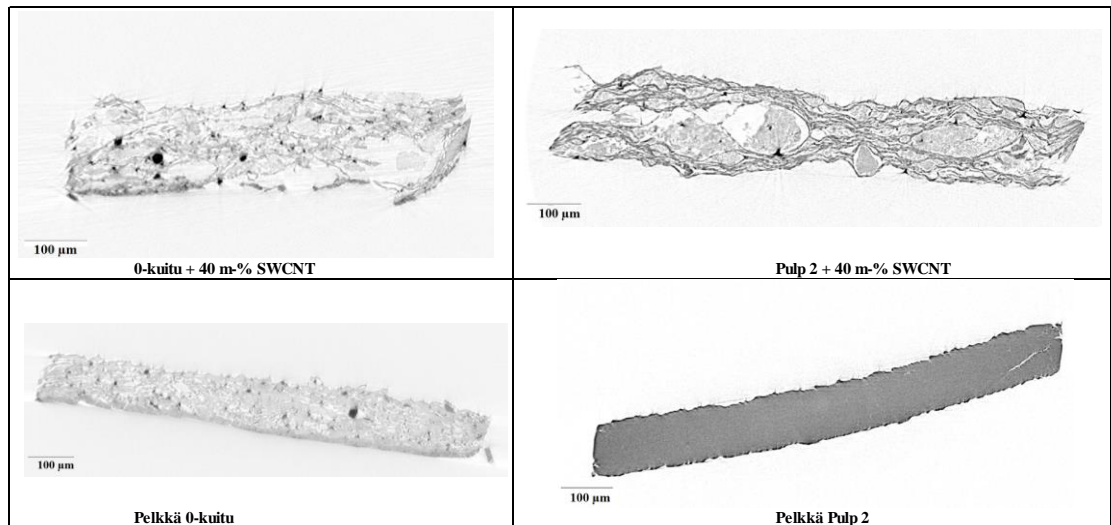 100 µm
0-kuitu + 40 m-% SWCNT
100 µm
Pulp 2 + 40 m-% SWCNT
100 µm
Pelkkä 0-kuitu
100 µm
Pelkkä Pulp 2